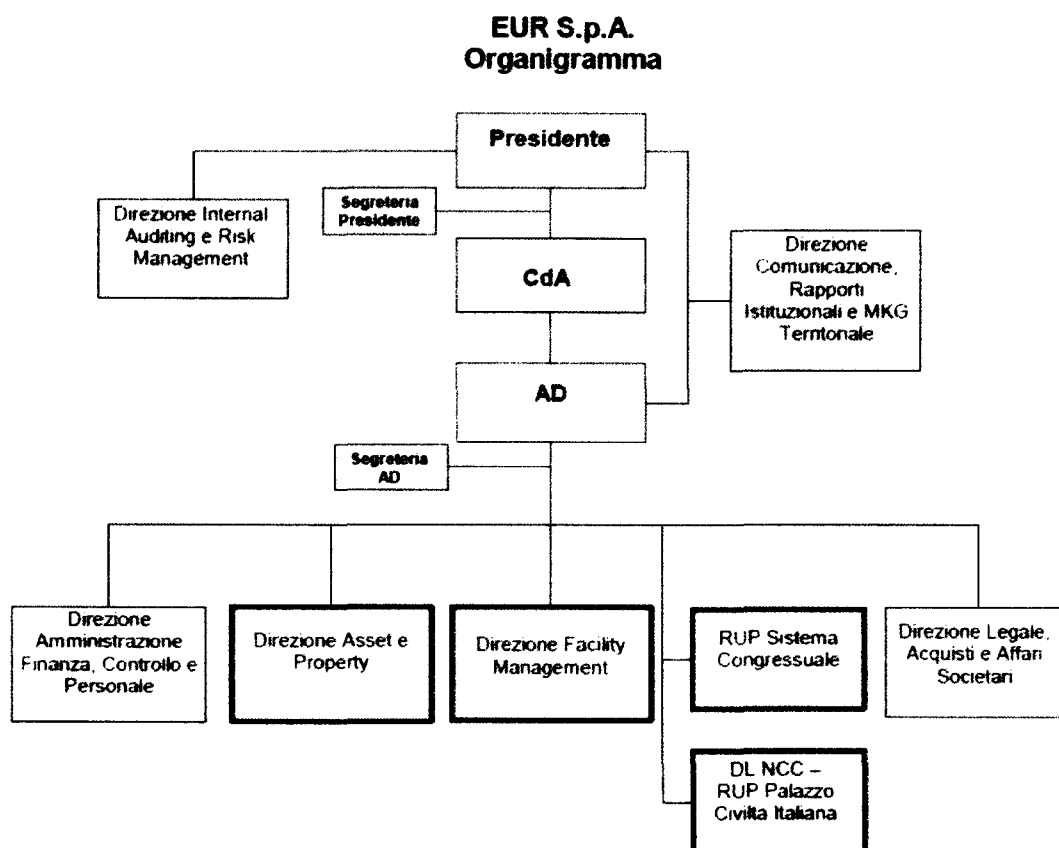 EUR S.p.A.
Organigramma
Presidente
Segreteria
Presidente
Direzione Internal
Auditing e Risk
Management
CdA
Direzione
Comunicazione,
Rapporti
Istituzionali e MKG
Territoriale
AD
Segreteria
AD
Direzione
Amministrazione
Finanza, Controllo e
Personale
Direzione Asset e
Property
Direzione Facility
Management
RUP Sistema
Congressuale
Direzione Legale,
Acquisti e Affari
Societari
DL NCC –
RUP Palazzo
Civiltà Italiana